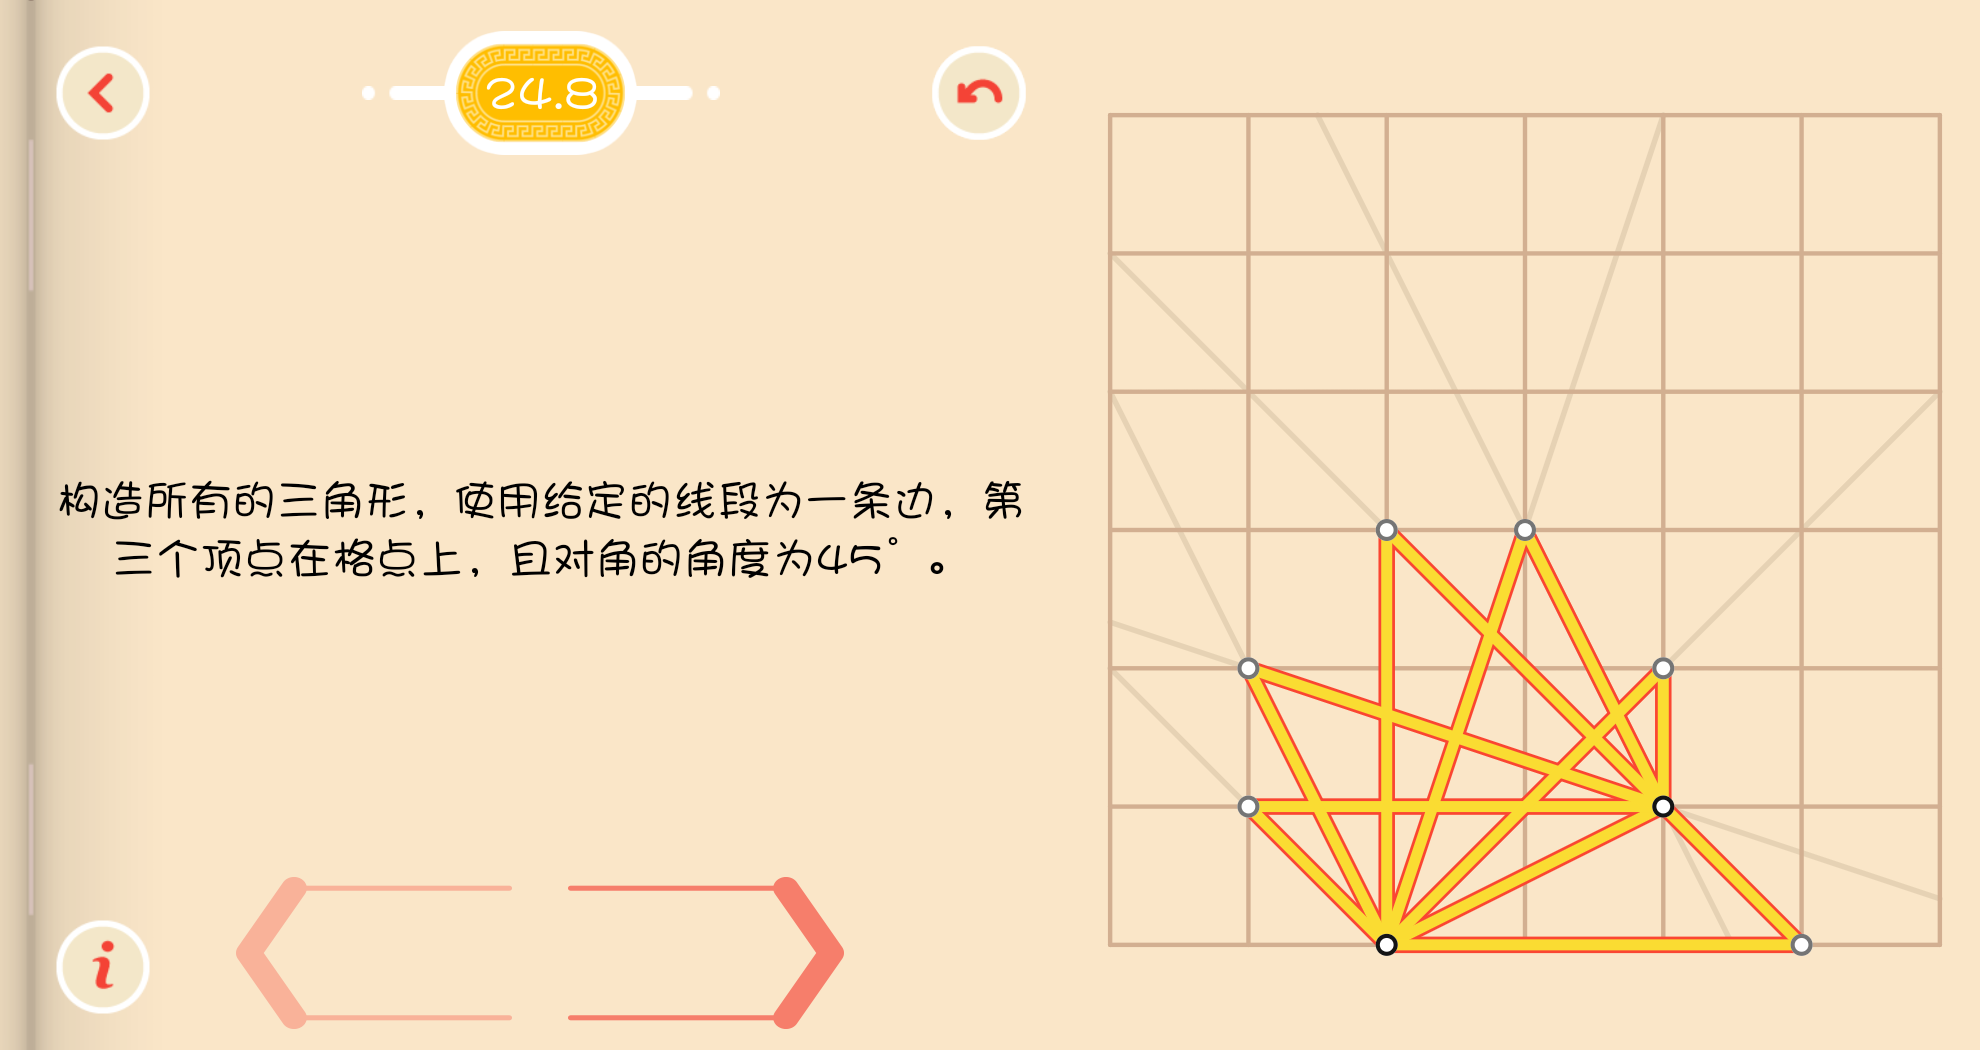 24.8
构造所有的三角形，使用给定的线段为一条边，第
三个顶点在格点上，且对角的角度为45°。
i